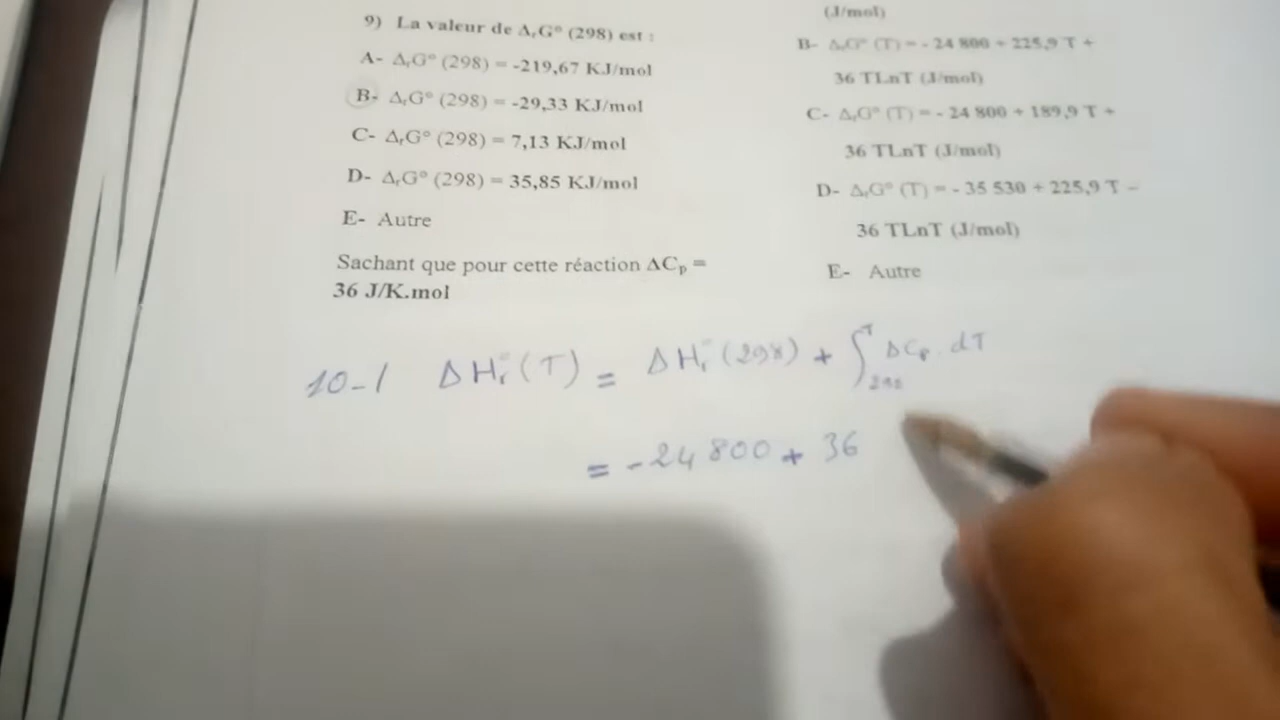 9) La valeur de ΔrG° (298) est :
A- ΔrG° (298) = -219,67 KJ/mol
B- ΔrG° (298) = -29,33 KJ/mol
C- ΔrG° (298) = 7,13 KJ/mol
D- ΔrG° (298) = 35,85 KJ/mol
E- Autre
Sachant que pour cette réaction ΔCp =
36 J/K.mol
(J/mol)
B- ΔrG° (T) = - 24 800 + 225,9 T +
36 TLnT (J/mol)
C- ΔrG° (T) = - 24 800 + 189,9 T +
36 TLnT (J/mol)
D- ΔrG° (T) = - 35 530 + 225,9 T –
36 TLnT (J/mol)
E- Autre
10-/ ΔH°r (T) = ΔH°r (298) + ∫298T ΔCp. dT
= -24 800 + 36